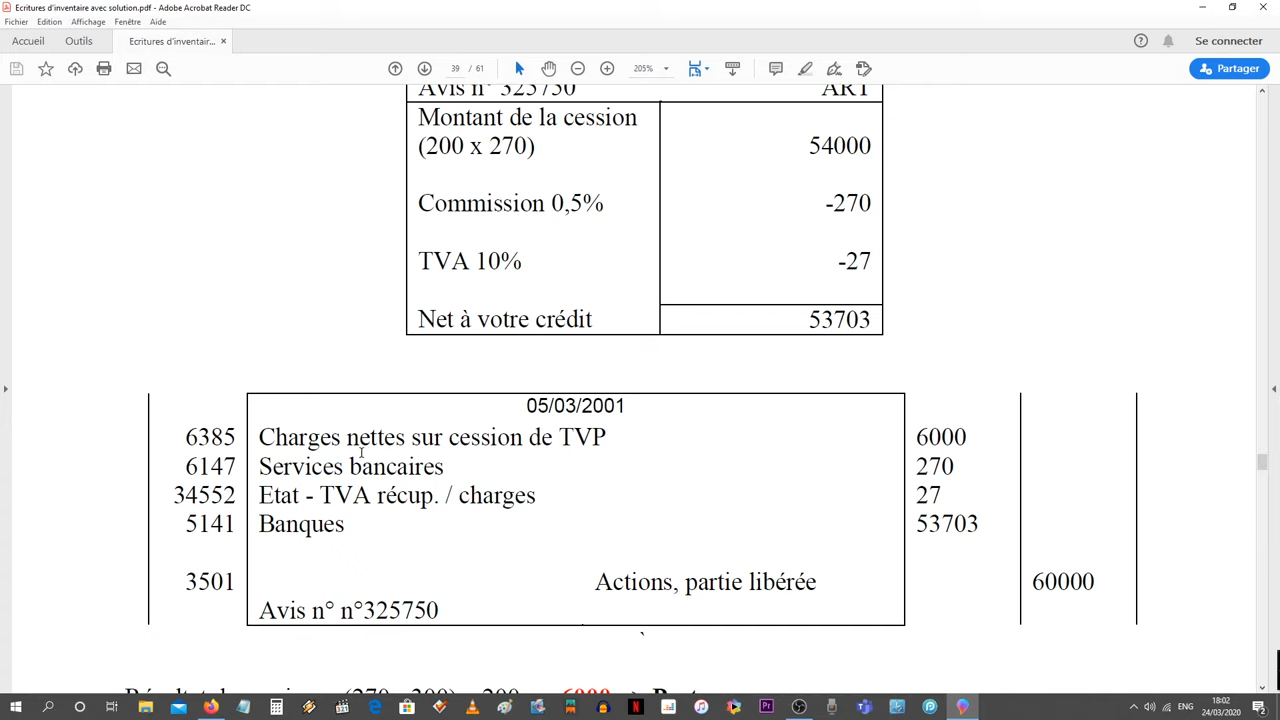 Ecritures d'inventaire avec solution.pdf - Adobe Acrobat Reader DC
Fichier Edition Affichage Fenêtre Aide
Accueil Outils Ecritures d'inventair... × Se connecter
39 / 61 205% Partager
Avis n° 325750 ART
Montant de la cession
(200 x 270) 54000
Commission 0,5% -270
TVA 10% -27
Net à votre crédit 53703
05/03/2001
6385 Charges nettes sur cession de TVP 6000
6147 Services bancaires 270
34552 Etat - TVA récup. / charges 27
5141 Banques 53703
3501 Actions, partie libérée 60000
Avis n° n°325750
18:02
24/03/2020